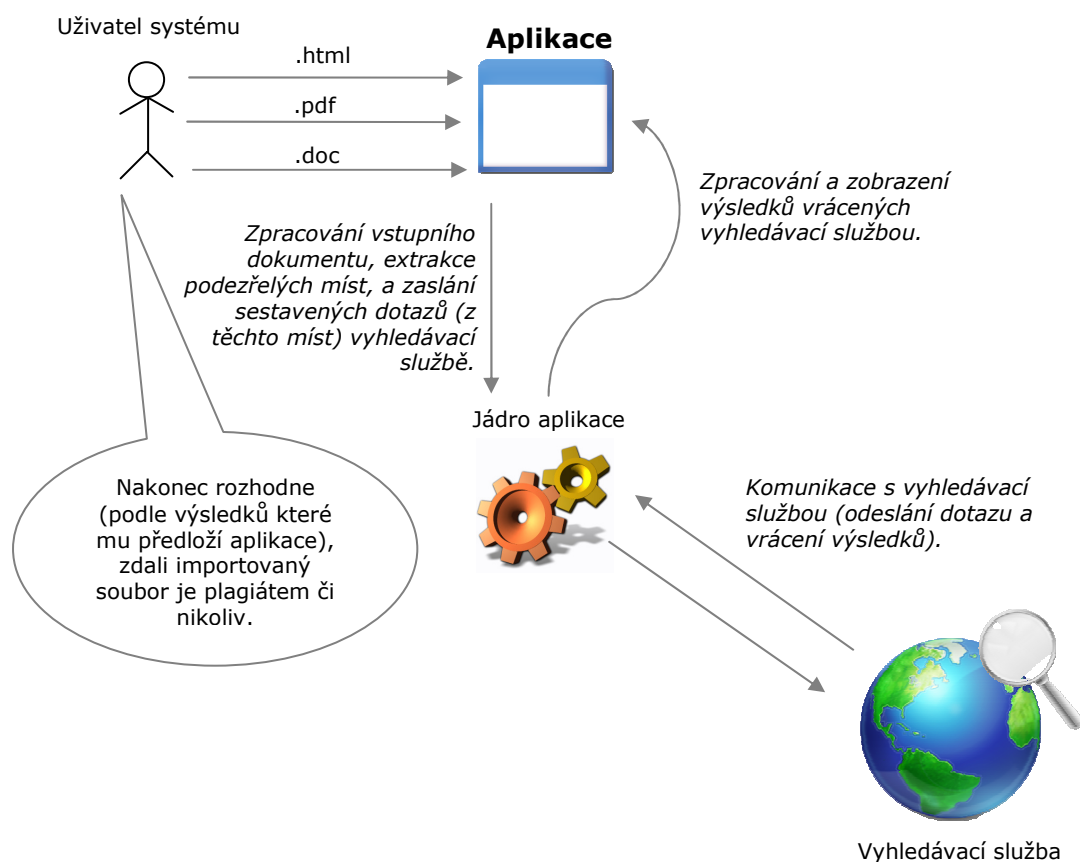 Uživatel systému
Aplikace
.html
.pdf
.doc
Zpracování a zobrazení
výsledků vrácených
vyhledávací službou.
Zpracování vstupního
dokumentu, extrakce
podezřelých míst, a zaslání
sestavených dotazů (z
těchto míst) vyhledávací
službě.
Jádro aplikace
Nakonec rozhodne
(podle výsledků které
mu předloží aplikace),
zdali importovaný
soubor je plagiátem či
nikoliv.
Komunikace s vyhledávací
službou (odeslání dotazu a
vrácení výsledků).
Vyhledávací služba